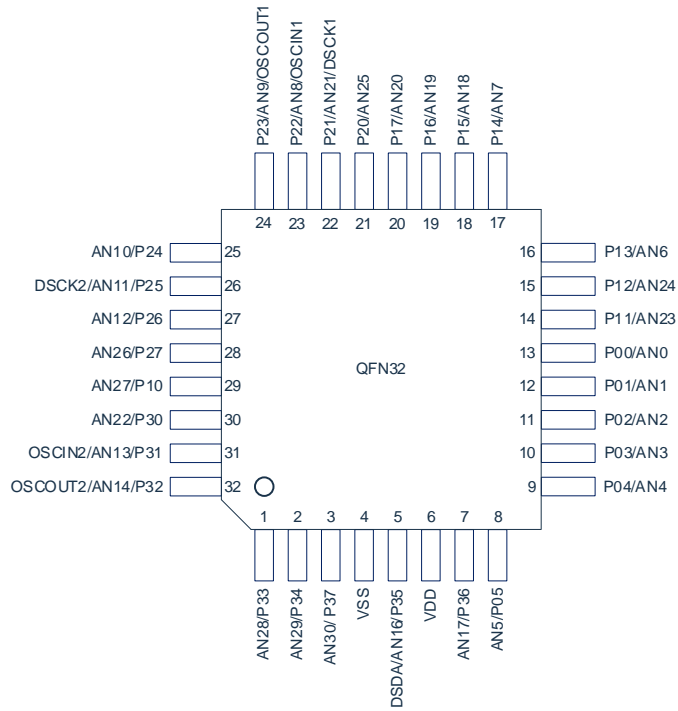 P23/AN9/OSCOUT1
P22/AN8/OSCIN1
P21/AN21/DSCK1
P20/AN25
P17/AN20
P16/AN19
P15/AN18
P14/AN7
24 23 22 21 20 19 18 17
AN10/P24 25
DSCK2/AN11/P25 26
AN12/P26 27
AN26/P27 28
AN27/P10 29
AN22/P30 30
OSCIN2/AN13/P31 31
OSCOUT2/AN14/P32 32
QFN32
16 P13/AN6
15 P12/AN24
14 P11/AN23
13 P00/AN0
12 P01/AN1
11 P02/AN2
10 P03/AN3
9 P04/AN4
1 2 3 4 5 6 7 8
AN28/P33
AN29/P34
AN30/ P37
VSS
DSDA/AN16/P35
VDD
AN17/P36
AN5/P05